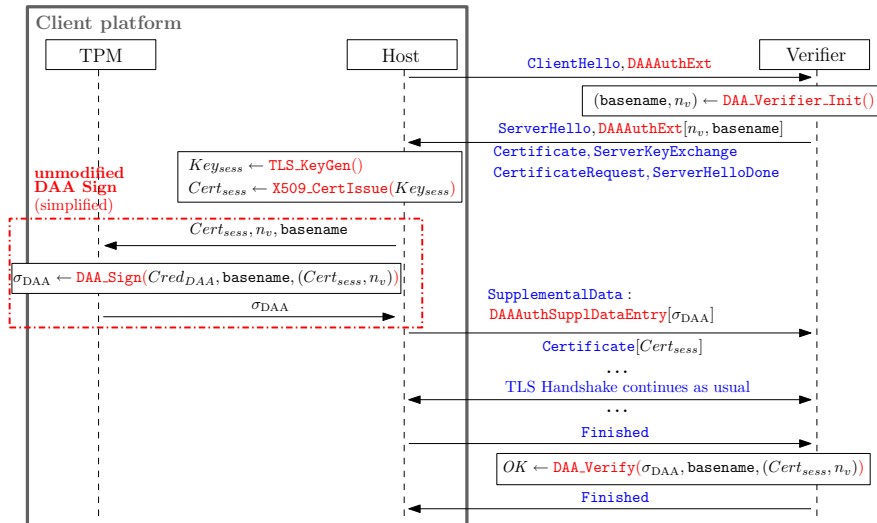 Client platform
TPM
Host
Verifier
ClientHello, DAAAuthExt
(basename, n_v) ← DAA_Verifier_Init()
ServerHello, DAAAuthExt[n_v, basename]
Certificate, ServerKeyExchange
CertificateRequest, ServerHelloDone
Key_sess ← TLS_KeyGen()
Cert_sess ← X509_CertIssue(Key_sess)
unmodified
DAA Sign
(simplified)
Cert_sess, n_v, basename
σ_DAA ← DAA_Sign(Cred_DAA, basename, (Cert_sess, n_v))
σ_DAA
SupplementalData :
DAAAuthSupplDataEntry[σ_DAA]
Certificate[Cert_sess]
...
TLS Handshake continues as usual
...
Finished
OK ← DAA_Verify(σ_DAA, basename, (Cert_sess, n_v))
Finished